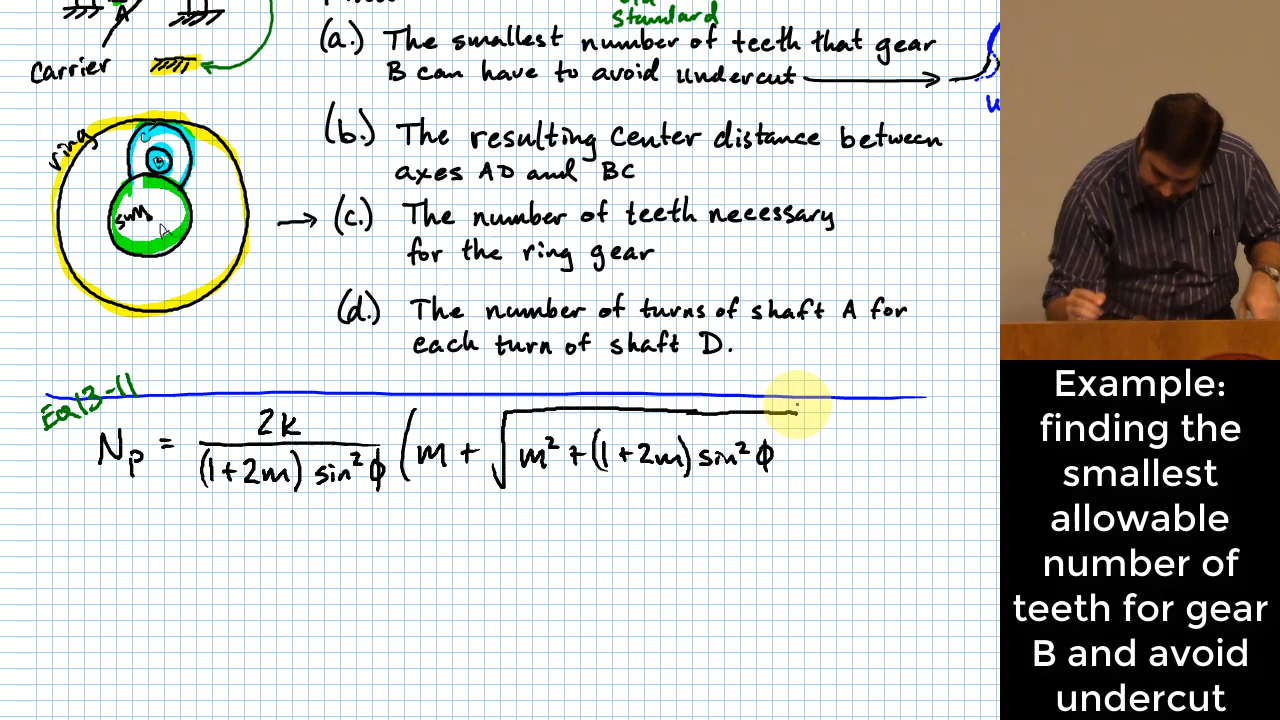 standard
A
(a.) The smallest number of teeth that gear
B can have to avoid undercut
carrier
(b.) The resulting center distance between
axes AD and BC
ring
sun
A
(c.) The number of teeth necessary
for the ring gear
(d.) The number of turns of shaft A for
each turn of shaft D.
Eq 13-11
N_p = 2k / ((1+2m) sin²ϕ) (m + √(m² + (1+2m) sin²ϕ
Example:
finding the
smallest
allowable
number of
teeth for gear
B and avoid
undercut